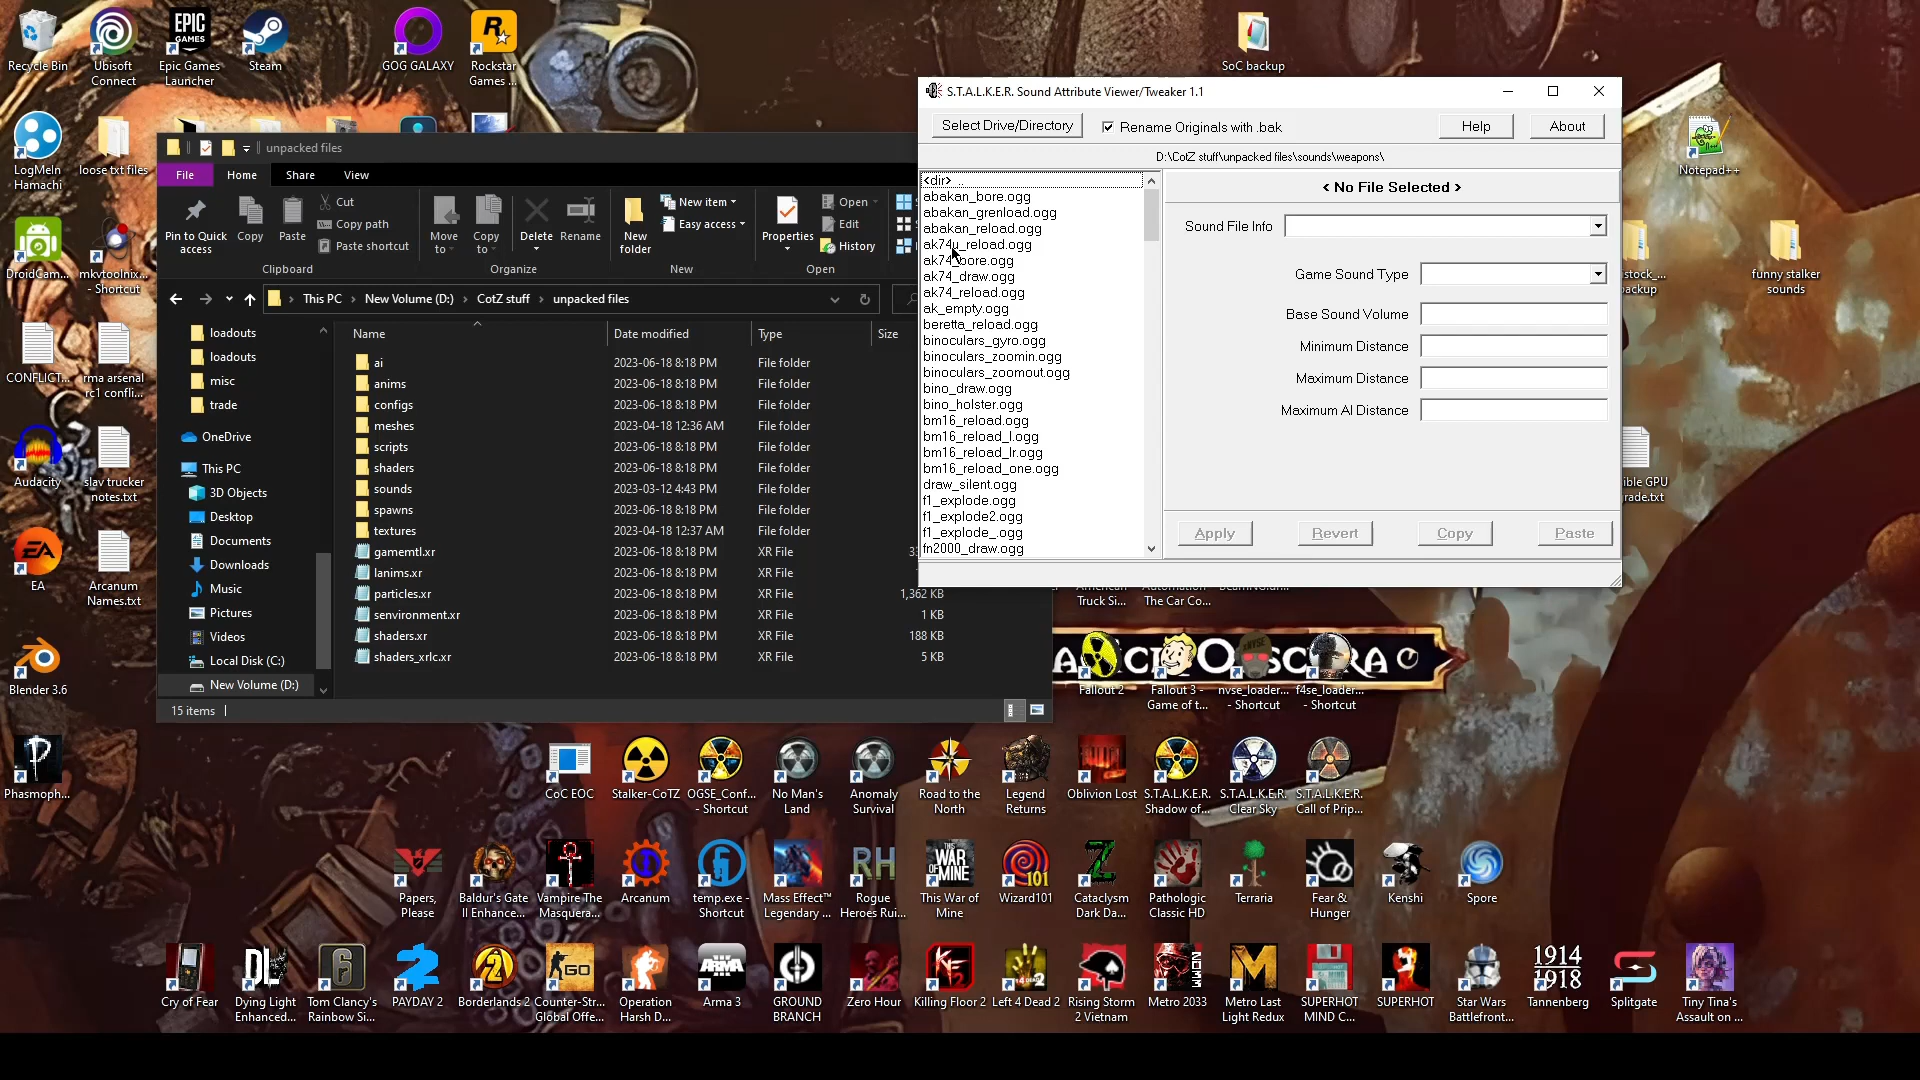 Recycle Bin
Ubisoft
Connect
Epic Games
Launcher
Steam
GOG GALAXY
Rockstar
Games ...
SoC backup
LogMeIn
Hamachi
loose txt files
Notepad++
DroidCam...
mkvtoolnix...
- Shortcut
funny stalker
sounds
CONFLICT...
rma arsenal
rc1 confli...
Audacity
slav trucker
notes.txt
EA
Arcanum
Names.txt
Blender 3.6
Phasmoph...
unpacked files
File
Home
Share
View
Pin to Quick
access
Copy
Paste
Cut
Copy path
Paste shortcut
Clipboard
Move
to
Copy
to
Delete
Rename
Organize
New
folder
New item
Easy access
New
Properties
Open
Edit
History
Open
This PC
New Volume (D:)
CotZ stuff
unpacked files
loadouts
loadouts
misc
trade
OneDrive
This PC
3D Objects
Desktop
Documents
Downloads
Music
Pictures
Videos
Local Disk (C:)
New Volume (D:)
Name Date modified Type Size
ai 2023-06-18 8:18 PM File folder
anims 2023-06-18 8:18 PM File folder
configs 2023-06-18 8:18 PM File folder
meshes 2023-04-18 12:36 AM File folder
scripts 2023-06-18 8:18 PM File folder
shaders 2023-06-18 8:18 PM File folder
sounds 2023-03-12 4:43 PM File folder
spawns 2023-06-18 8:18 PM File folder
textures 2023-04-18 12:37 AM File folder
gamemtl.xr 2023-06-18 8:18 PM XR File
lanims.xr 2023-06-18 8:18 PM XR File
particles.xr 2023-06-18 8:18 PM XR File 1,362 KB
senvironment.xr 2023-06-18 8:18 PM XR File 1 KB
shaders.xr 2023-06-18 8:18 PM XR File 188 KB
shaders_xrlc.xr 2023-06-18 8:18 PM XR File 5 KB
15 items
S.T.A.L.K.E.R. Sound Attribute Viewer/Tweaker 1.1
Select Drive/Directory
Rename Originals with .bak
Help
About
D:\CotZ stuff\unpacked files\sounds\weapons\
<dir> ..
abakan_bore.ogg
abakan_grenload.ogg
abakan_reload.ogg
ak74u_reload.ogg
ak74_bore.ogg
ak74_draw.ogg
ak74_reload.ogg
ak_empty.ogg
beretta_reload.ogg
binoculars_gyro.ogg
binoculars_zoomin.ogg
binoculars_zoomout.ogg
bino_draw.ogg
bino_holster.ogg
bm16_reload.ogg
bm16_reload_l.ogg
bm16_reload_lr.ogg
bm16_reload_one.ogg
draw_silent.ogg
f1_explode.ogg
f1_explode2.ogg
f1_explode_.ogg
fn2000_draw.ogg
< No File Selected >
Sound File Info
Game Sound Type
Base Sound Volume
Minimum Distance
Maximum Distance
Maximum AI Distance
Apply
Revert
Copy
Paste
Truck Si...
The Car Co...
Fallout 2
Fallout 3 -
Game of t...
nvse_loader...
- Shortcut
f4se_loader...
- Shortcut
CoC EOC
Stalker-CoTZ
OGSE_Conf...
- Shortcut
No Man's
Land
Anomaly
Survival
Road to the
North
Legend
Returns
Oblivion Lost
S.T.A.L.K.E.R.
Shadow of...
S.T.A.L.K.E.R.
Clear Sky
S.T.A.L.K.E.R.
Call of Prip...
Papers,
Please
Baldur's Gate
II Enhance...
Vampire The
Masquera...
Arcanum
temp.exe -
Shortcut
Mass Effect™
Legendary ...
Rogue
Heroes Rui...
This War of
Mine
Wizard101
Cataclysm
Dark Da...
Pathologic
Classic HD
Terraria
Fear &
Hunger
Kenshi
Spore
Cry of Fear
Dying Light
Enhanced...
Tom Clancy's
Rainbow Si...
PAYDAY 2
Borderlands 2
Counter-Str...
Global Offe...
Operation
Harsh D...
Arma 3
GROUND
BRANCH
Zero Hour
Killing Floor 2
Left 4 Dead 2
Rising Storm
2 Vietnam
Metro 2033
Metro Last
Light Redux
SUPERHOT
MIND C...
SUPERHOT
Star Wars
Battlefront...
Tannenberg
Splitgate
Tiny Tina's
Assault on ...